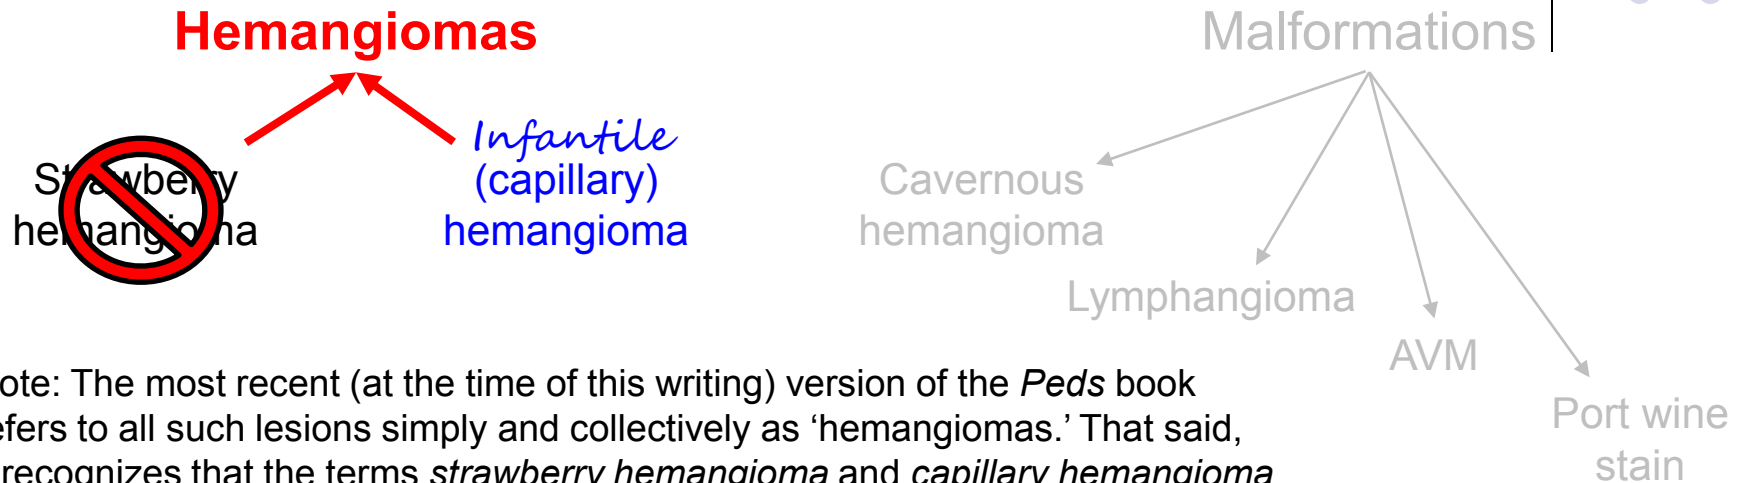 Hemangiomas
Malformations
Strawberry
hemangioma
Infantile
(capillary)
hemangioma
Cavernous
hemangioma
Lymphangioma
AVM
Port wine
stain
ote: The most recent (at the time of this writing) version of the Peds book
efers to all such lesions simply and collectively as ‘hemangiomas.’ That said,
recognizes that the terms strawberry hemangioma and capillary hemangioma